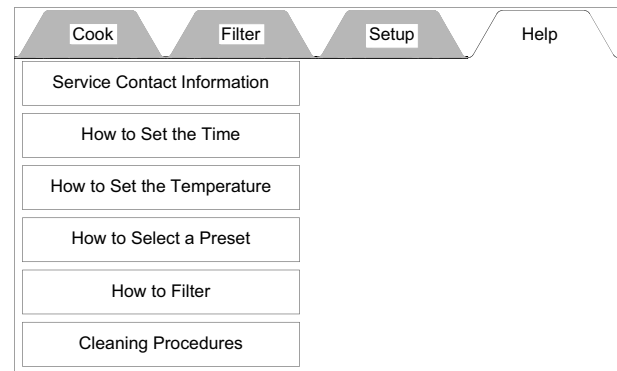 Cook Filter Setup Help
Service Contact Information
How to Set the Time
How to Set the Temperature
How to Select a Preset
How to Filter
Cleaning Procedures